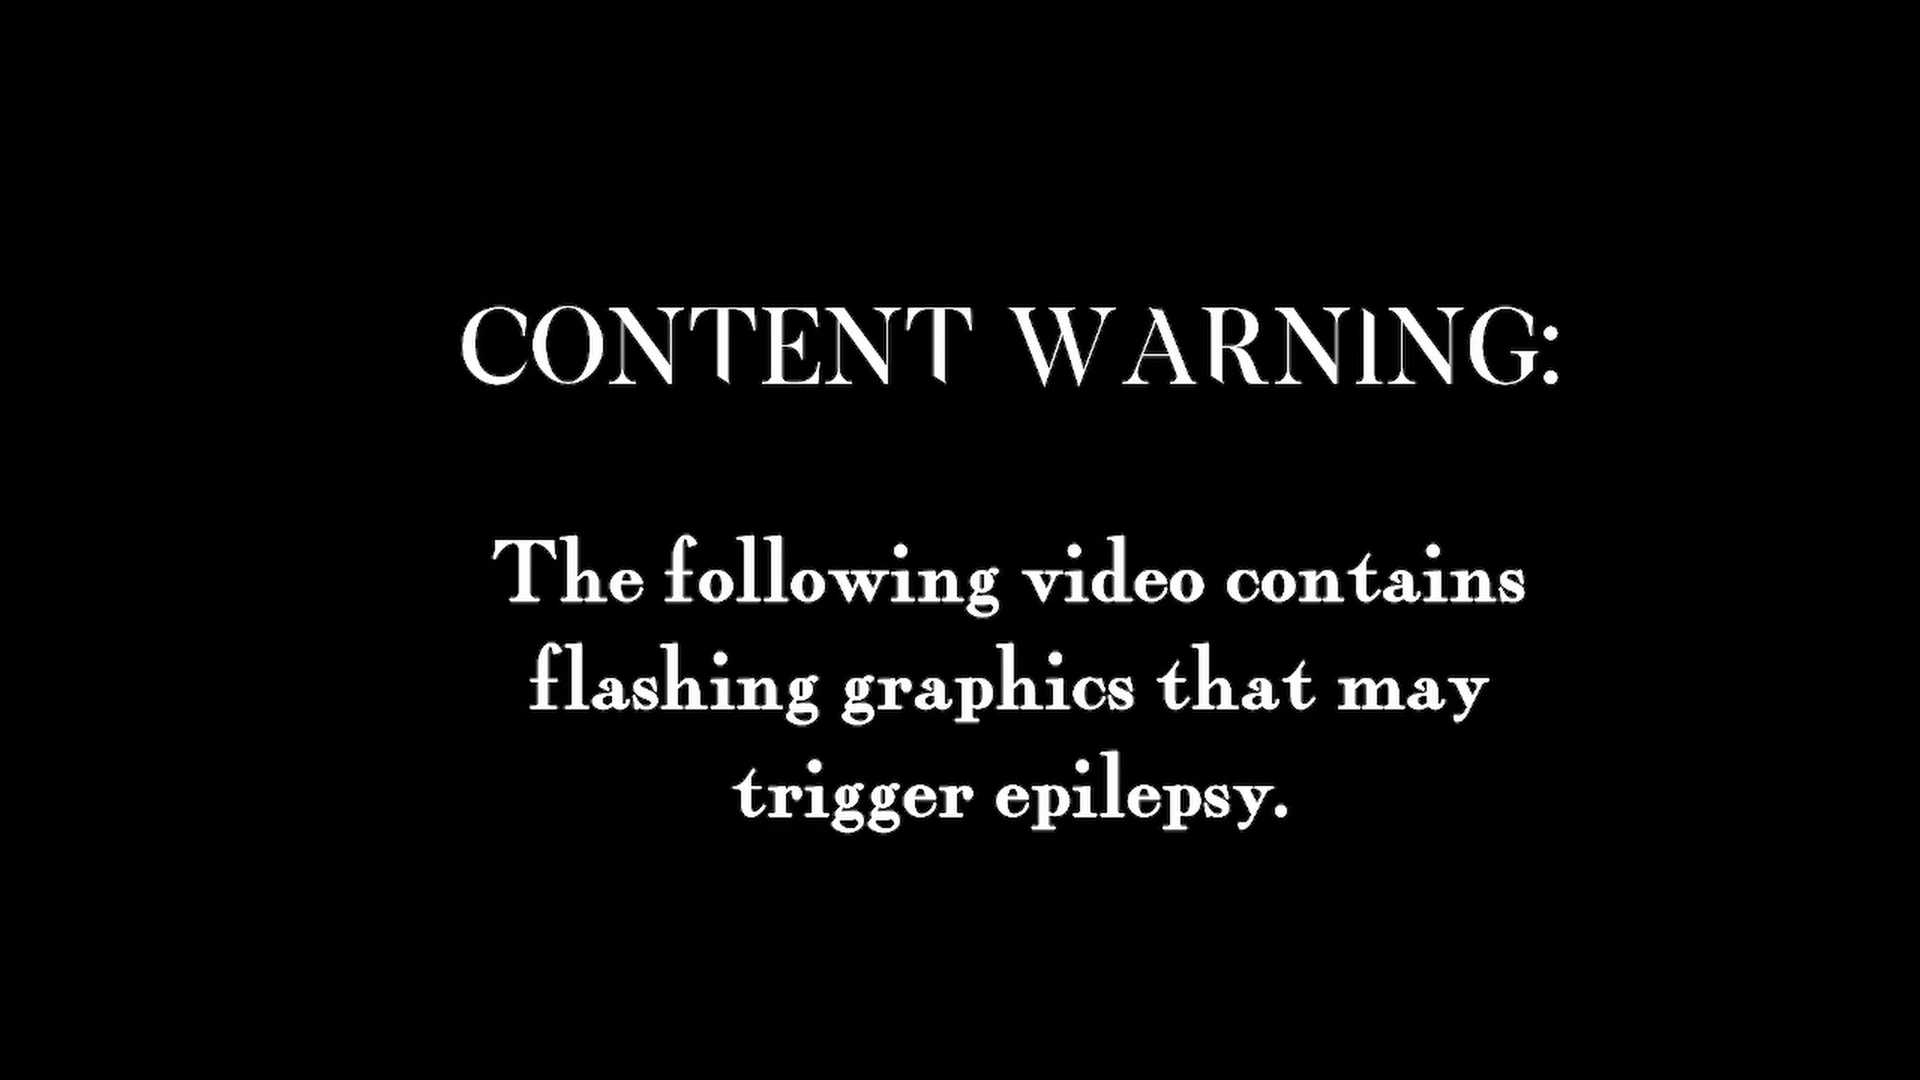 CONTENT WARNING:
The following video contains
flashing graphics that may
trigger epilepsy.